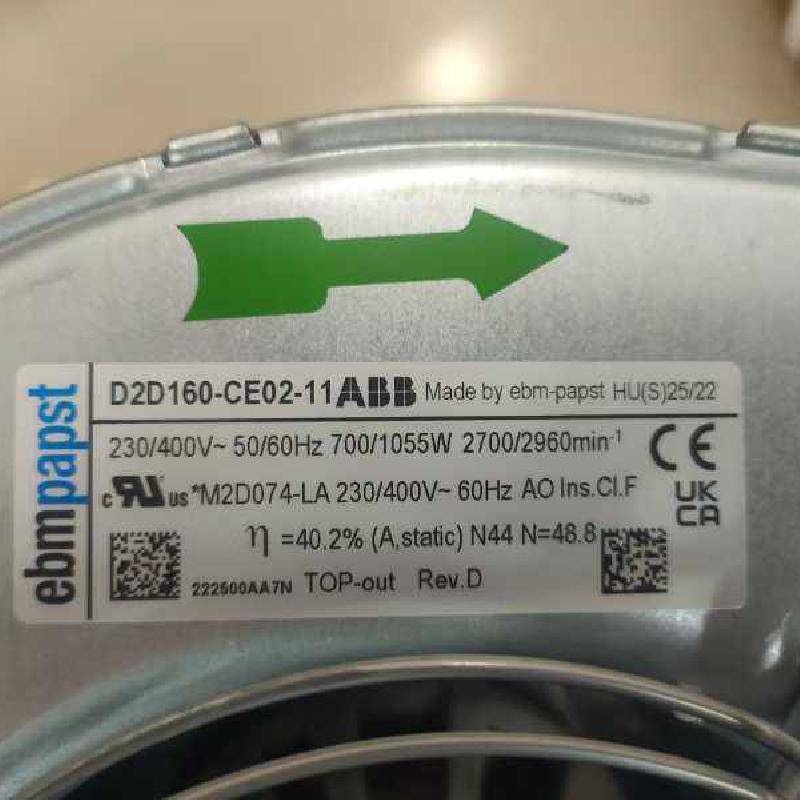 ebmpapst
D2D160-CE02-11 ABB Made by ebm-papst HU(S)25/22
230/400V~ 50/60Hz 700/1055W 2700/2960min⁻¹ CE
c RU us *M2D074-LA 230/400V~ 60Hz AO Ins.Cl.F UK CA
η =40.2% (A,static) N44 N=48.8
222600AA7N TOP-out Rev.D